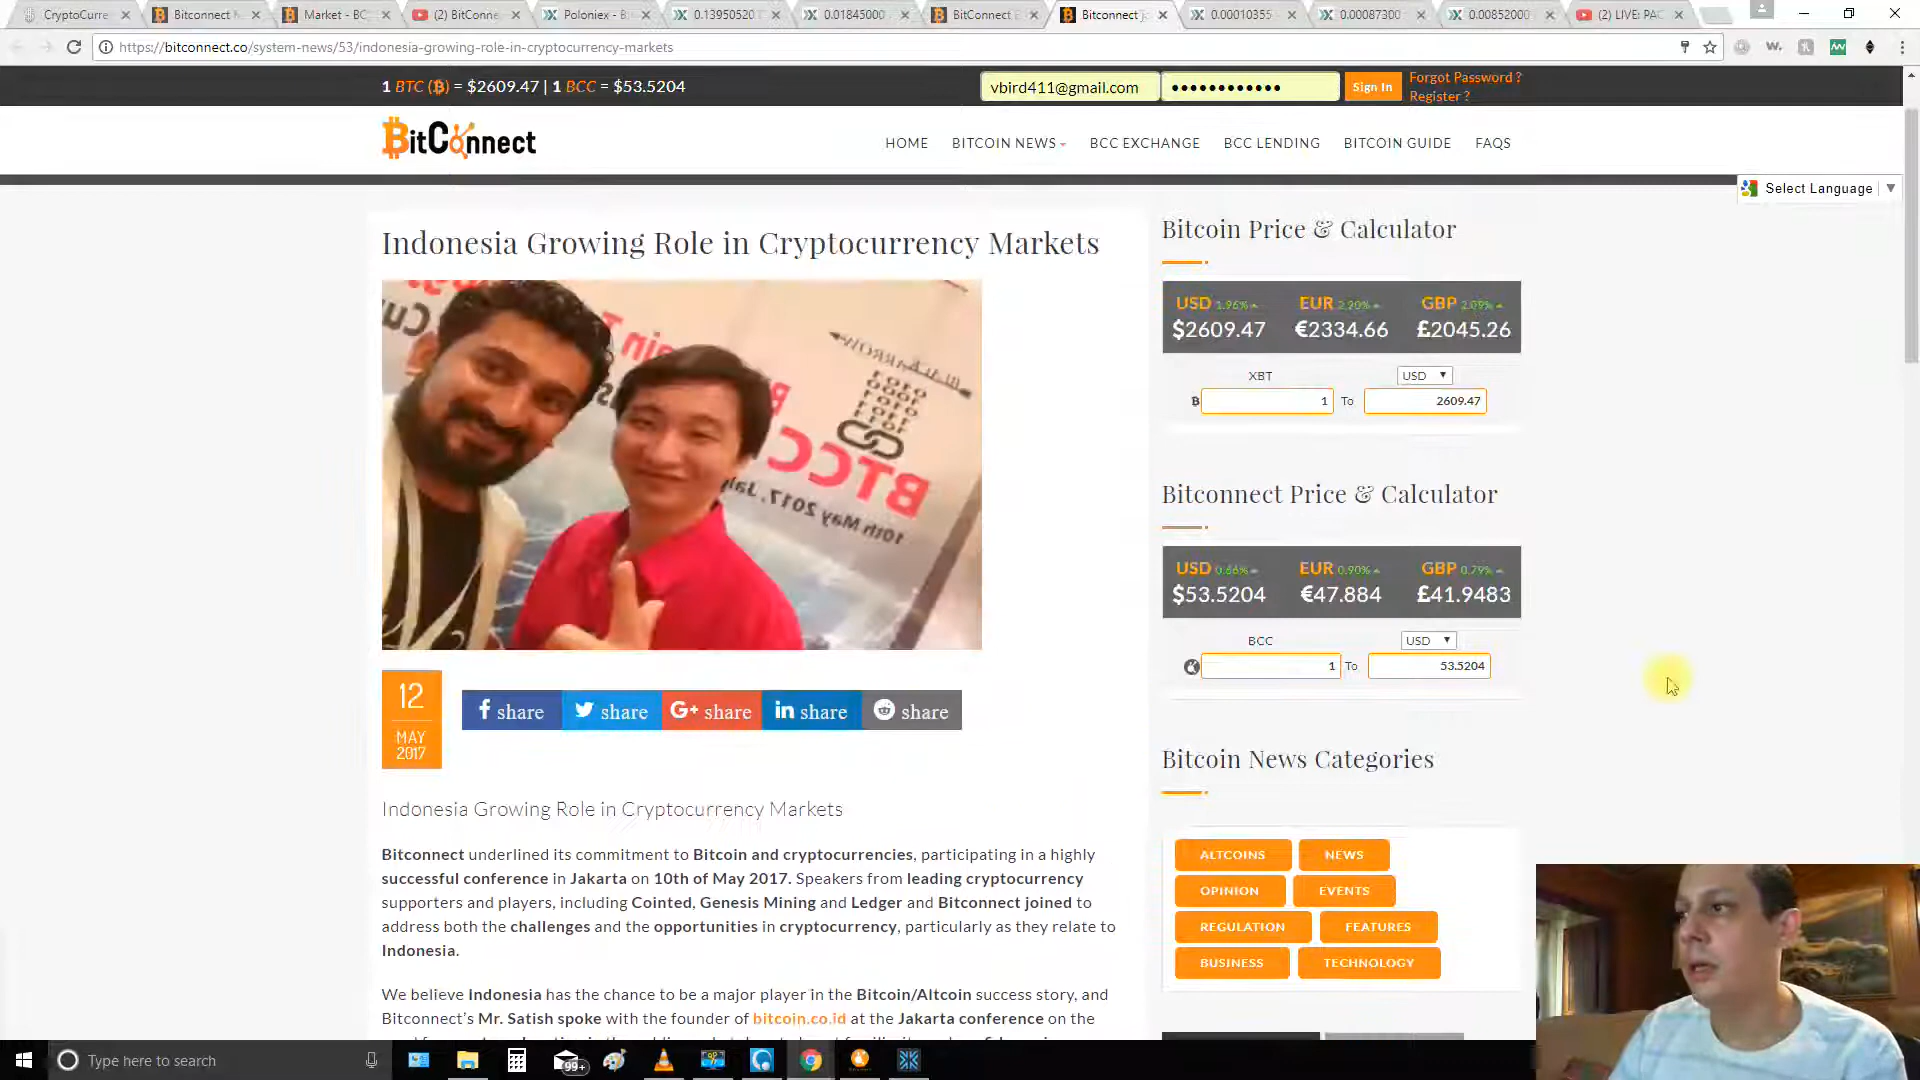 CryptoCurre
Bitconnect
Market - BC
(2) BitConne
Poloniex - B
0.13950520
0.01845000
BitConnect
Bitconnect j
0.00010355
0.00087300
0.00852000
(2) LIVE: PA
https://bitconnect.co/system-news/53/indonesia-growing-role-in-cryptocurrency-markets
1 BTC (₿) = $2609.47 | 1 BCC = $53.5204
vbird411@gmail.com
••••••••••••
Sign In
Forgot Password ?
Register ?
BitConnect
HOME
BITCOIN NEWS
BCC EXCHANGE
BCC LENDING
BITCOIN GUIDE
FAQS
Select Language
Indonesia Growing Role in Cryptocurrency Markets
BTCC
10th May 2017, Ja
12
MAY
2017
share
share
G+ share
in share
share
Indonesia Growing Role in Cryptocurrency Markets
Bitconnect underlined its commitment to Bitcoin and cryptocurrencies, participating in a highly
successful conference in Jakarta on 10th of May 2017. Speakers from leading cryptocurrency
supporters and players, including Cointed, Genesis Mining and Ledger and Bitconnect joined to
address both the challenges and the opportunities in cryptocurrency, particularly as they relate to
Indonesia.
We believe Indonesia has the chance to be a major player in the Bitcoin/Altcoin success story, and
Bitconnect's Mr. Satish spoke with the founder of bitcoin.co.id at the Jakarta conference on the
Bitcoin Price & Calculator
USD 1.96% EUR 2.20% GBP 2.09%
$2609.47 €2334.66 £2045.26
XBT USD
1 To 2609.47
Bitconnect Price & Calculator
USD 0.66% EUR 0.90% GBP 0.79%
$53.5204 €47.884 £41.9483
BCC USD
1 To 53.5204
Bitcoin News Categories
ALTCOINS
NEWS
OPINION
EVENTS
REGULATION
FEATURES
BUSINESS
TECHNOLOGY
Type here to search
99+